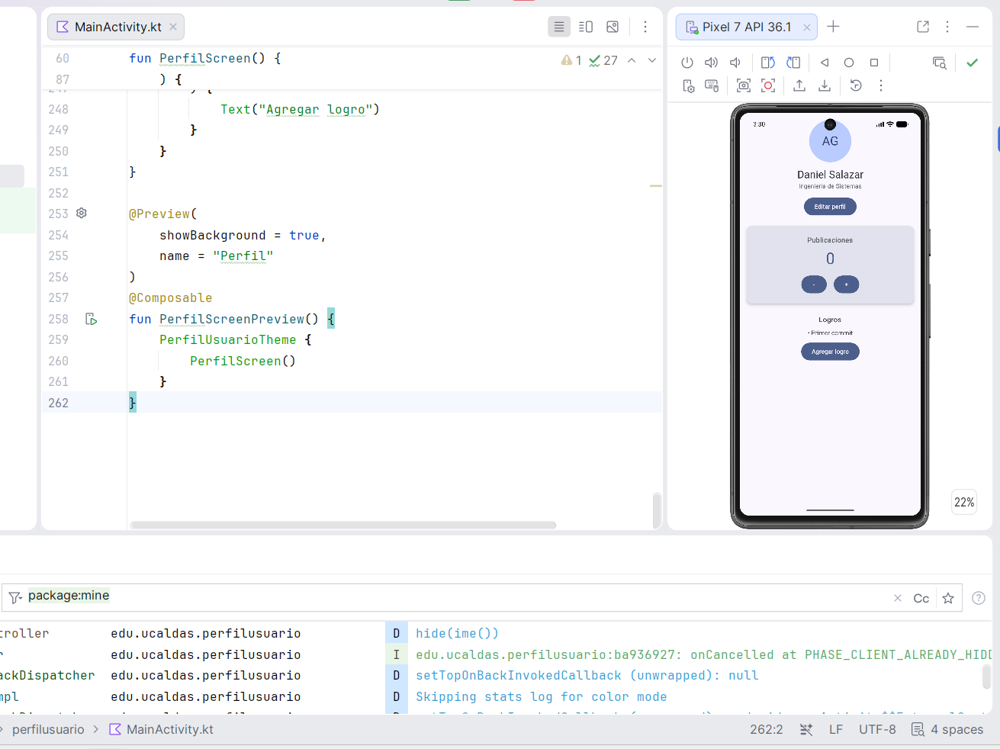 MainActivity.kt
60 fun PerfilScreen() {
1 27
87 ) {
248 Text("Agregar logro")
249 }
250 }
251 }
252
253 @Preview(
254 showBackground = true,
255 name = "Perfil"
256 )
257 @Composable
258 fun PerfilScreenPreview() {
259 PerfilUsuarioTheme {
260 PerfilScreen()
261 }
262 }
Pixel 7 API 36.1
3:30
AG
Daniel Salazar
Ingeniería de Sistemas
Editar perfil
Publicaciones
0
- +
Logros
• Primer commit
Agregar logro
22%
package:mine
Cc
troller edu.ucaldas.perfilusuario D hide(ime())
r edu.ucaldas.perfilusuario I edu.ucaldas.perfilusuario:ba936927: onCancelled at PHASE_CLIENT_ALREADY_HIDD
ackDispatcher edu.ucaldas.perfilusuario D setTopOnBackInvokedCallback (unwrapped): null
mpl edu.ucaldas.perfilusuario D Skipping stats log for color mode
perfilusuario > MainActivity.kt
262:2 LF UTF-8 4 spaces